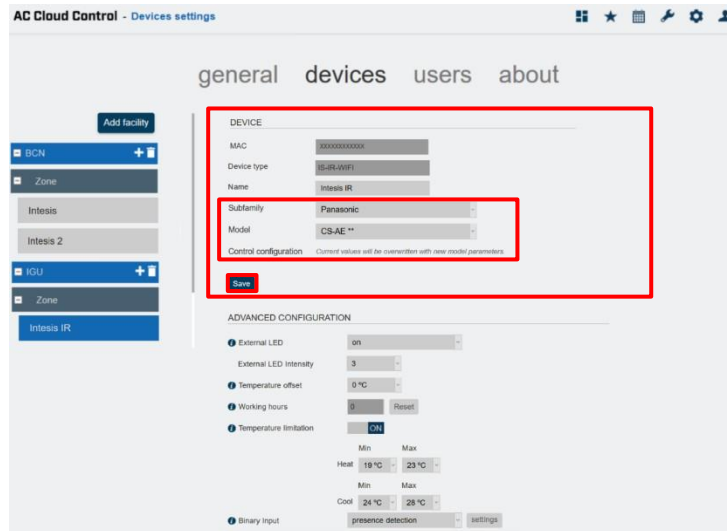 AC Cloud Control - Devices settings
general devices users about
Add facility
BCN
Zone
Intesis
Intesis 2
IGU
Zone
Intesis IR
DEVICE
MAC xxxxxxxxxxxx
Device type IS-IR-WIFI
Name Intesis IR
Subfamily Panasonic
Model CS-AE **
Control configuration Current values will be overwritten with new model parameters.
Save
ADVANCED CONFIGURATION
External LED on
External LED Intensity 3
Temperature offset 0 ºC
Working hours 0 Reset
Temperature limitation ON
Min Max
Heat 19 ºC 23 ºC
Min Max
Cool 24 ºC 28 ºC
Binary Input presence detection settings